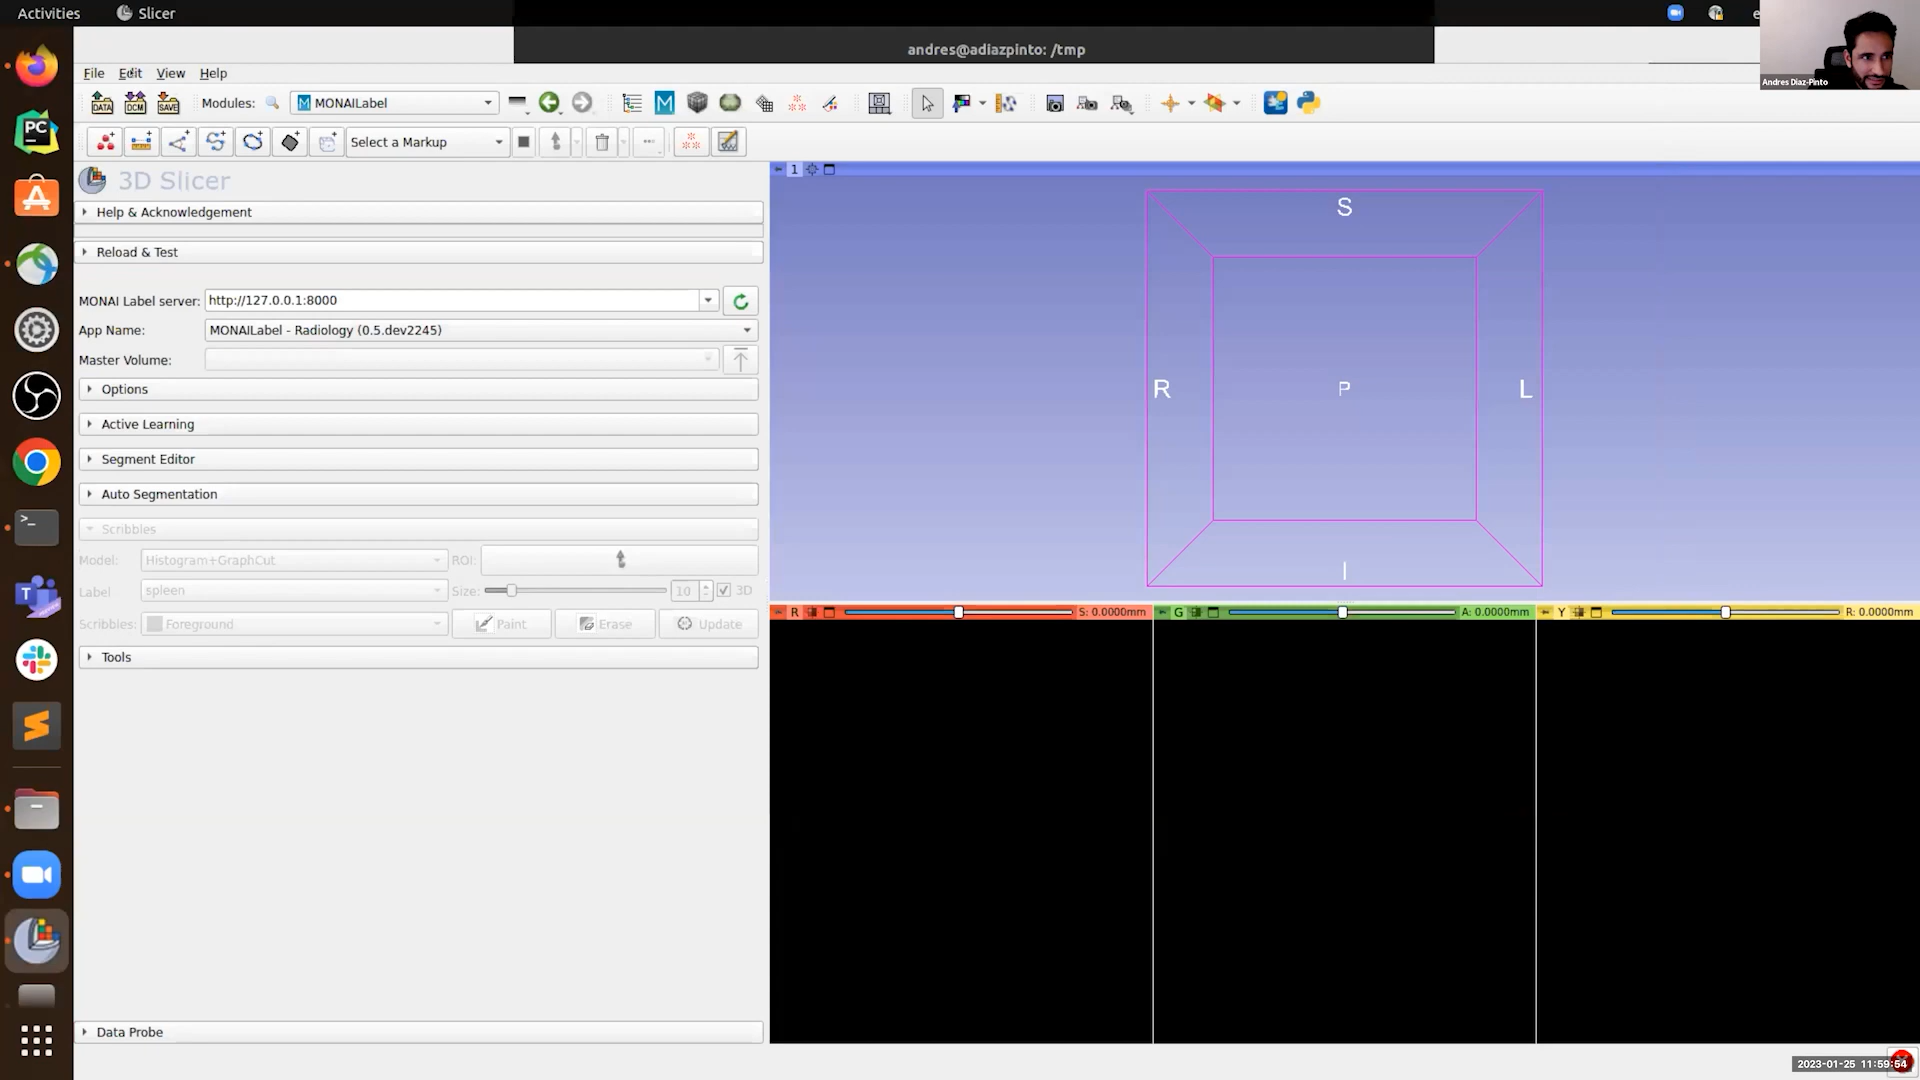 Activities Slicer
andres@adiazpinto: /tmp
Andres Diaz-Pinto
File Edit View Help
DATA DCM SAVE Modules: MONAILabel
Select a Markup
3D Slicer
Help & Acknowledgement
Reload & Test
MONAI Label server: http://127.0.0.1:8000
App Name: MONAILabel - Radiology (0.5.dev2245)
Master Volume:
Options
Active Learning
Segment Editor
Auto Segmentation
Scribbles
Model: Histogram+GraphCut ROI:
Label spleen Size: 10 3D
Scribbles: Foreground Paint Erase Update
Tools
Data Probe
1
S
R P L
I
R S: 0.0000mm G A: 0.0000mm Y R: 0.0000mm
2023-01-25 11:59:54